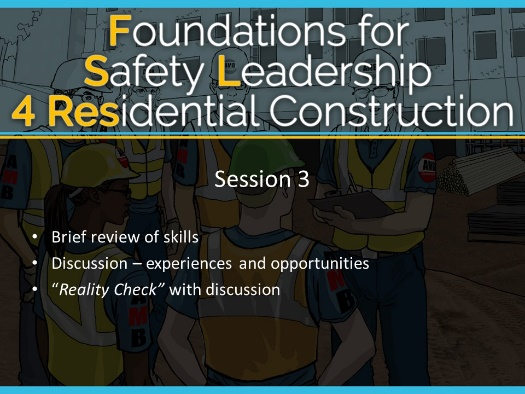 Foundations for
Safety Leadership
4 Residential Construction
Session 3
• Brief review of skills
• Discussion – experiences and opportunities
• “Reality Check” with discussion